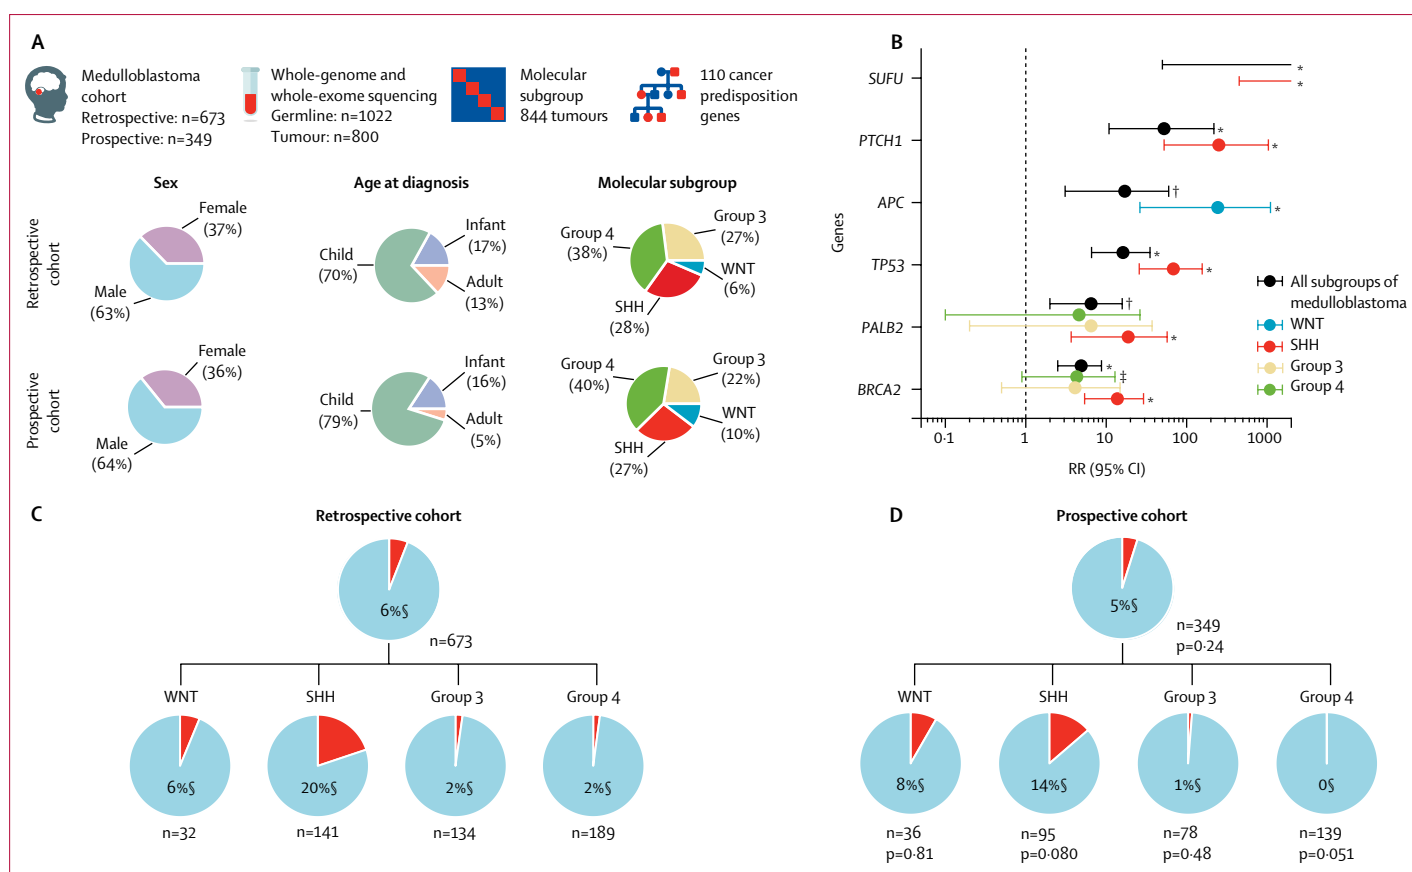 A
Medulloblastoma
cohort
Retrospective: n=673
Prospective: n=349
Whole-genome and
whole-exome squencing
Germline: n=1022
Tumour: n=800
Molecular
subgroup
844 tumours
110 cancer
predisposition
genes
Sex
Age at diagnosis
Molecular subgroup
Retrospective
cohort
Female
(37%)
Male
(63%)
Child
(70%)
Infant
(17%)
Adult
(13%)
Group 4
(38%)
Group 3
(27%)
WNT
(6%)
SHH
(28%)
Prospective
cohort
Female
(36%)
Male
(64%)
Child
(79%)
Infant
(16%)
Adult
(5%)
Group 4
(40%)
Group 3
(22%)
WNT
(10%)
SHH
(27%)
B
Genes
SUFU
*
*
PTCH1
*
*
APC
†
*
TP53
*
*
PALB2
†
*
BRCA2
*
‡
*
All subgroups of
medulloblastoma
WNT
SHH
Group 3
Group 4
0·1 1 10 100 1000
RR (95% CI)
C
Retrospective cohort
6%§
n=673
WNT SHH Group 3 Group 4
6%§ 20%§ 2%§ 2%§
n=32 n=141 n=134 n=189
D
Prospective cohort
5%§
n=349
p=0·24
WNT SHH Group 3 Group 4
8%§ 14%§ 1%§ 0§
n=36 n=95 n=78 n=139
p=0·81 p=0·080 p=0·48 p=0·051